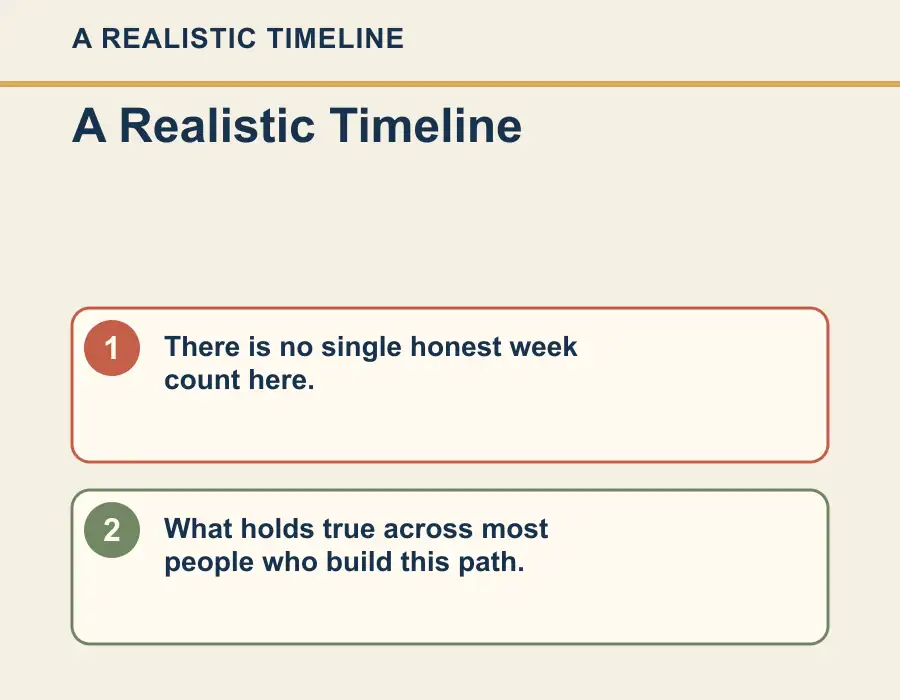 A REALISTIC TIMELINE
A Realistic Timeline
1
There is no single honest week
count here.
2
What holds true across most
people who build this path.